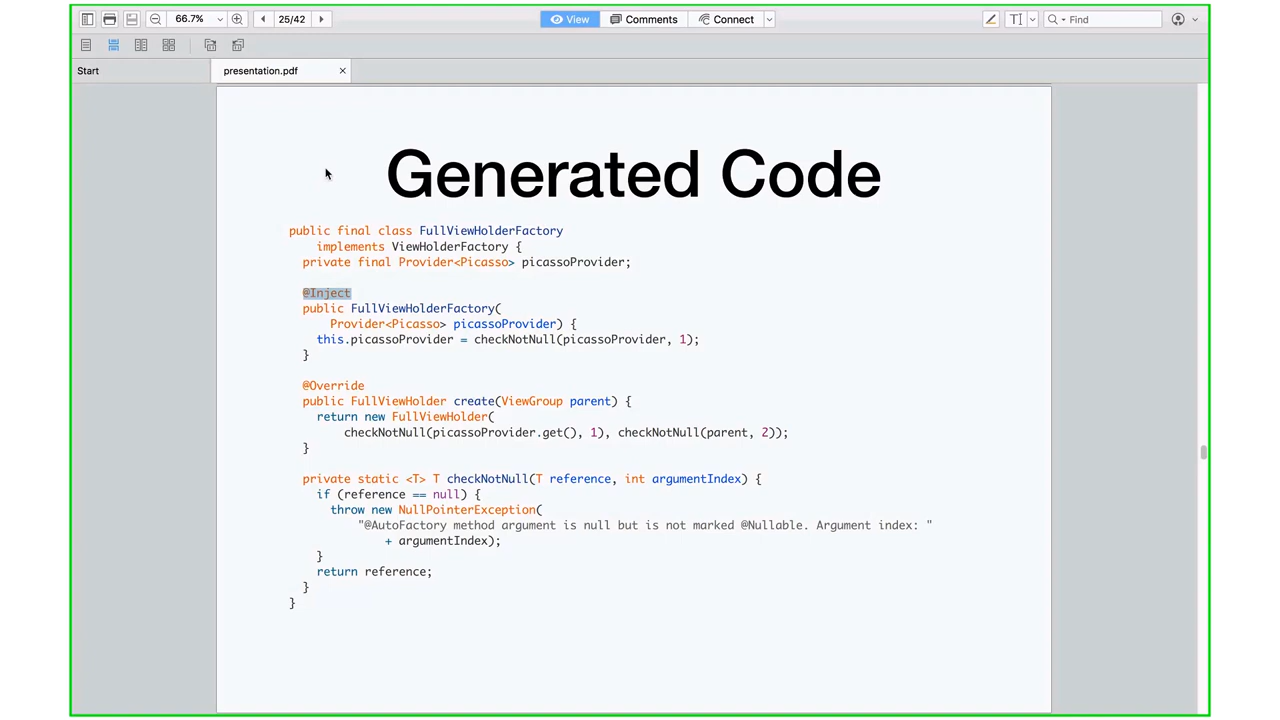 66.7%
25/42
View
Comments
Connect
Find
Start
presentation.pdf
Generated Code
public final class FullViewHolderFactory
implements ViewHolderFactory {
private final Provider<Picasso> picassoProvider;
@Inject
public FullViewHolderFactory(
Provider<Picasso> picassoProvider) {
this.picassoProvider = checkNotNull(picassoProvider, 1);
}
@Override
public FullViewHolder create(ViewGroup parent) {
return new FullViewHolder(
checkNotNull(picassoProvider.get(), 1), checkNotNull(parent, 2));
}
private static <T> T checkNotNull(T reference, int argumentIndex) {
if (reference == null) {
throw new NullPointerException(
"@AutoFactory method argument is null but is not marked @Nullable. Argument index: "
+ argumentIndex);
}
return reference;
}
}